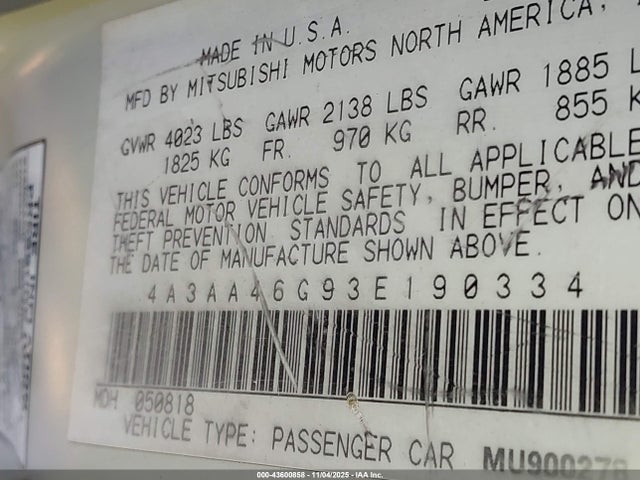 MADE IN U.S.A.
MFD BY MITSUBISHI MOTORS NORTH AMERICA,
GVWR 4023 LBS GAWR 2138 LBS GAWR 1885 L
1825 KG FR. 970 KG RR. 855 K
THIS VEHICLE CONFORMS TO ALL APPLICABLE
FEDERAL MOTOR VEHICLE SAFETY, BUMPER, AND
THEFT PREVENTION STANDARDS IN EFFECT ON
THE DATE OF MANUFACTURE SHOWN ABOVE.
4A3AA46G93E190334
MDH 050818
VEHICLE TYPE: PASSENGER CAR MU900278
000-43600858 - 11/04/2025 - IAA Inc.